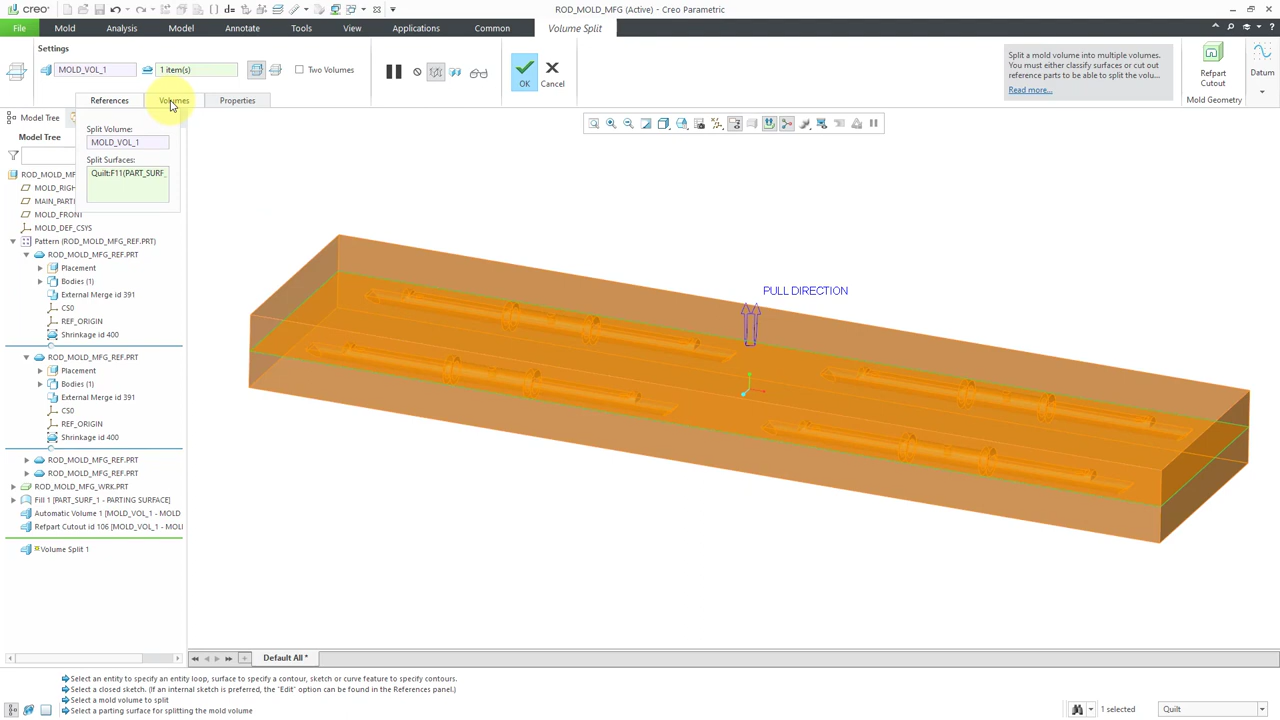 creo
ROD_MOLD_MFG (Active) - Creo Parametric
File Mold Analysis Model Annotate Tools View Applications Common Volume Split
Settings
MOLD_VOL_1 1 item(s) Two Volumes
OK Cancel
Split a mold volume into multiple volumes.
You must either classify surfaces or cut out
reference parts to be able to split the volu...
Read more...
Refpart
Cutout
Mold Geometry
Datum
References Volumes Properties
Model Tree
Split Volume:
MOLD_VOL_1
Split Surfaces:
Quilt:F11(PART_SURF_
Model Tree
ROD_MOLD_MF
MOLD_RIGH
MAIN_PARTI
MOLD_FRONT
MOLD_DEF_CSYS
Pattern (ROD_MOLD_MFG_REF.PRT)
ROD_MOLD_MFG_REF.PRT
Placement
Bodies (1)
External Merge id 391
CS0
REF_ORIGIN
Shrinkage id 400
ROD_MOLD_MFG_REF.PRT
Placement
Bodies (1)
External Merge id 391
CS0
REF_ORIGIN
Shrinkage id 400
ROD_MOLD_MFG_REF.PRT
ROD_MOLD_MFG_REF.PRT
ROD_MOLD_MFG_WRK.PRT
Fill 1 [PART_SURF_1 - PARTING SURFACE]
Automatic Volume 1 [MOLD_VOL_1 - MOLD
Refpart Cutout id 106 [MOLD_VOL_1 - MOL
Volume Split 1
PULL DIRECTION
Default All *
Select an entity to specify an entity loop, surface to specify a contour, sketch or curve feature to specify contours.
Select a closed sketch. (If an internal sketch is preferred, the "Edit" option can be found in the References panel.)
Select a mold volume to split
Select a parting surface for splitting the mold volume
1 selected
Quilt